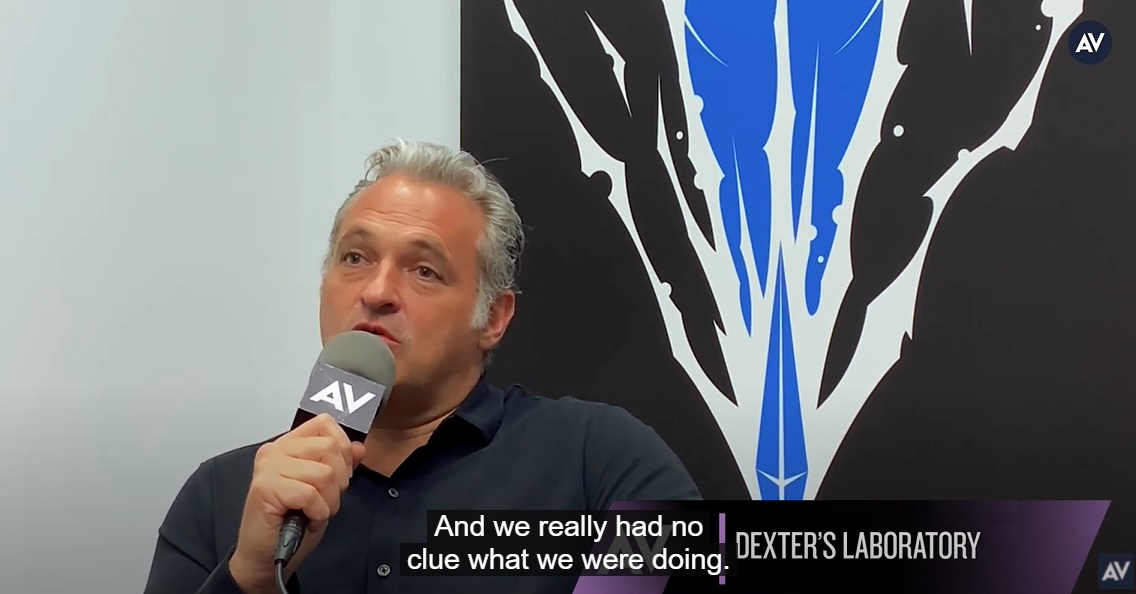 AV
AV
And we really had no
clue what we were doing.
DEXTER'S LABORATORY
AV